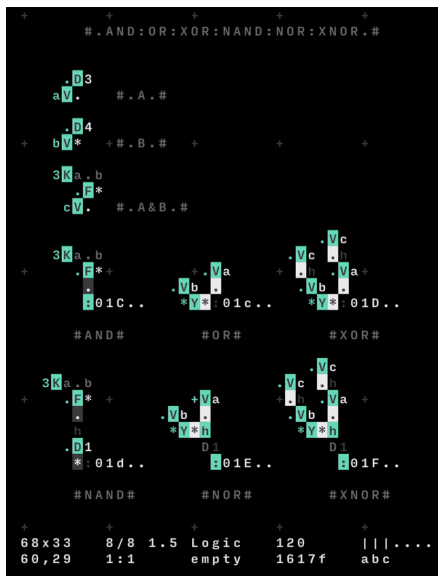 #.AND:OR:XOR:NAND:NOR:XNOR.#
.D3
aV. #.A.#
.D4
bV* #.B.#
3Ka.b
.F*
cV. #.A&B.#
.Vc
3Ka.b .Vc .h
.F* .Va .h .Va
. .Vb . .Vb .
:01C.. *Y*:01c.. *Y*:01D..
#AND# #OR# #XOR#
.Vc
3Ka.b .Vc .h
.F* +Va .h .Va
. .Vb . .Vb .
h *Y*h *Y*h
.D1 D1 D1
*:01d.. :01E.. :01F..
#NAND# #NOR# #XNOR#
68x33 8/8 1.5 Logic 120 |||....
60,29 1:1 empty 1617f abc